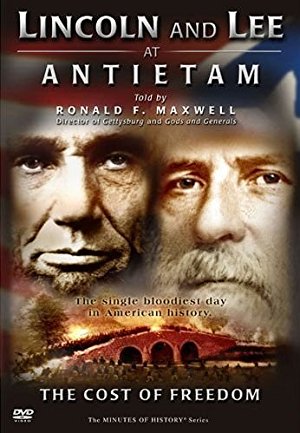 LINCOLN AND LEE
AT
ANTIETAM
Told by
RONALD F. MAXWELL
Director of Gettysburg and Gods and Generals
The single bloodiest day
in American history.
THE COST OF FREEDOM
DVD
VIDEO
The MINUTES OF HISTORY® Series